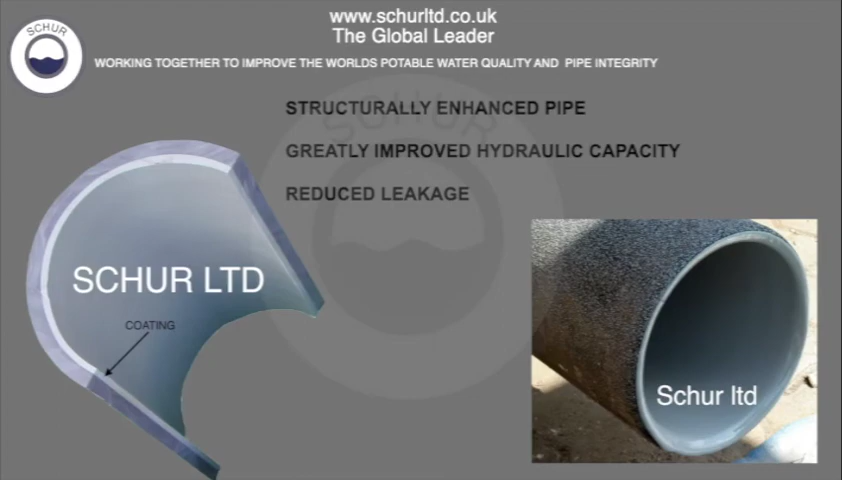 SCHUR
www.schurltd.co.uk
The Global Leader
WORKING TOGETHER TO IMPROVE THE WORLDS POTABLE WATER QUALITY AND PIPE INTEGRITY
SCHUR
STRUCTURALLY ENHANCED PIPE
GREATLY IMPROVED HYDRAULIC CAPACITY
REDUCED LEAKAGE
SCHUR LTD
COATING
Schur ltd